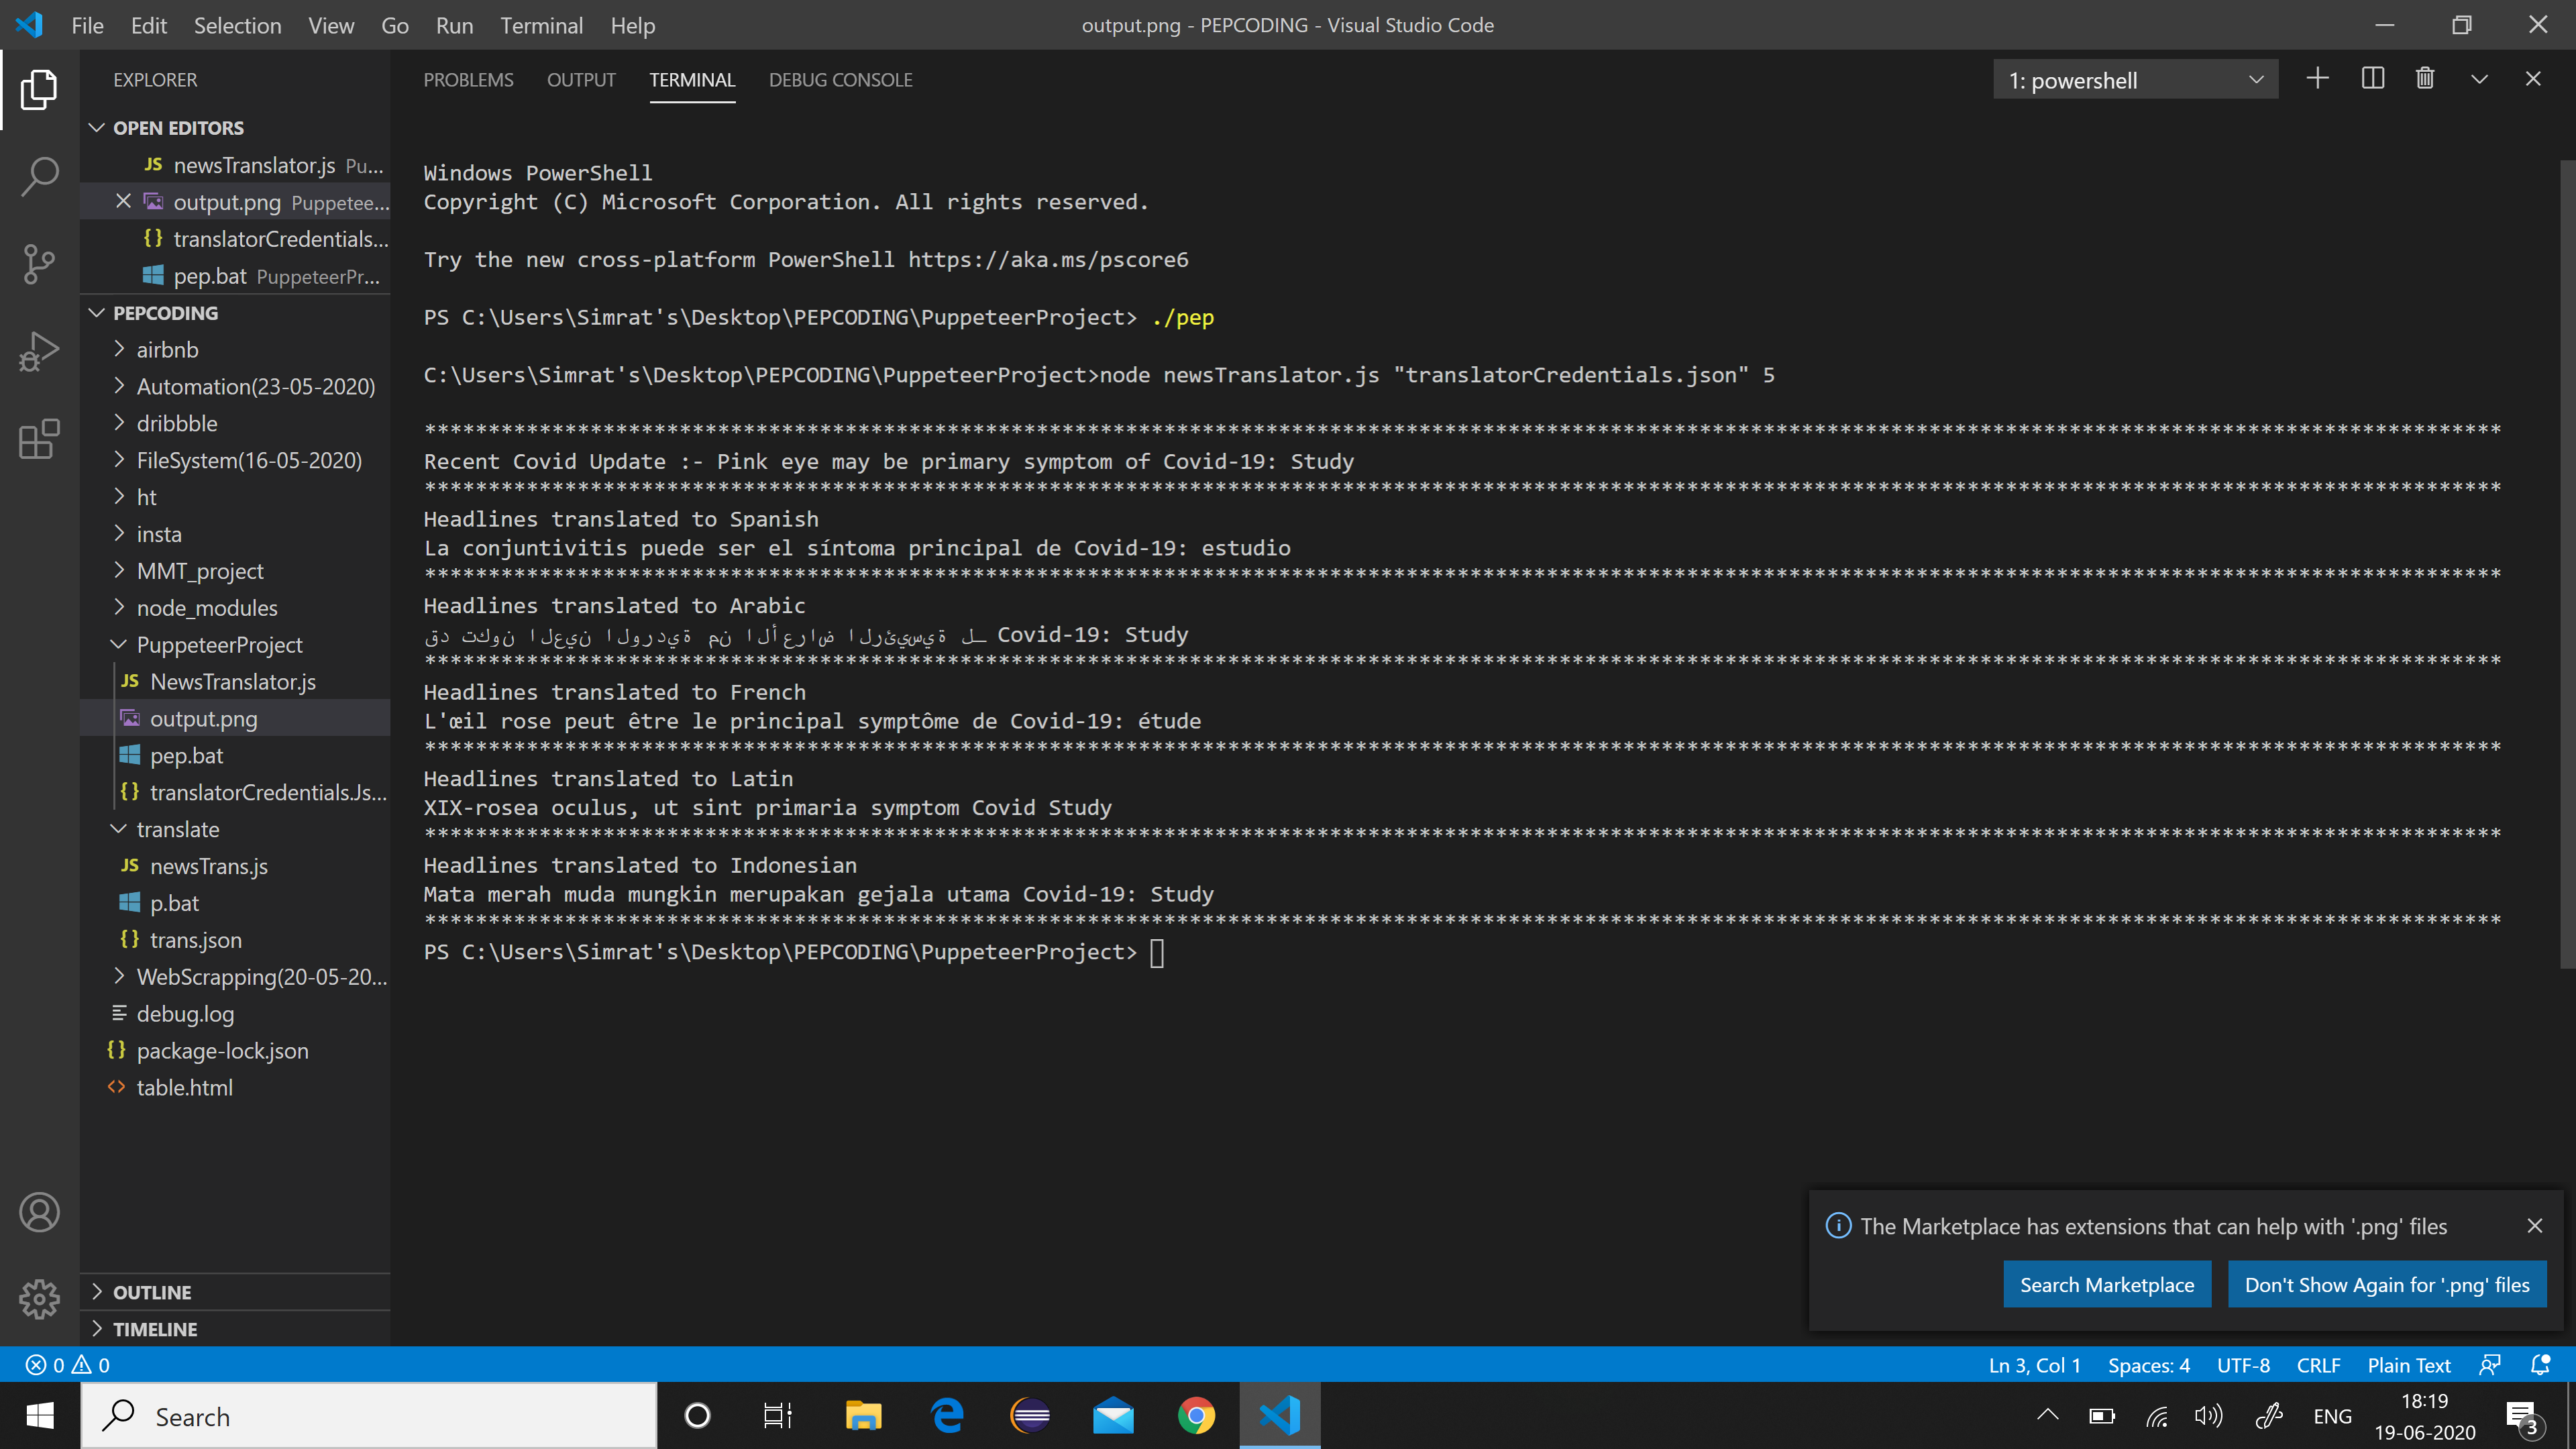 File Edit Selection View Go Run Terminal Help
output.png - PEPCODING - Visual Studio Code
EXPLORER
OPEN EDITORS
JS newsTranslator.js Pu...
output.png Puppetee...
{} translatorCredentials...
pep.bat PuppeteerPr...
PEPCODING
airbnb
Automation(23-05-2020)
dribbble
FileSystem(16-05-2020)
ht
insta
MMT_project
node_modules
PuppeteerProject
JS NewsTranslator.js
output.png
pep.bat
{} translatorCredentials.Js...
translate
JS newsTrans.js
p.bat
{} trans.json
WebScrapping(20-05-20...
debug.log
{} package-lock.json
<> table.html
OUTLINE
TIMELINE
PROBLEMS OUTPUT TERMINAL DEBUG CONSOLE
1: powershell
Windows PowerShell
Copyright (C) Microsoft Corporation. All rights reserved.
Try the new cross-platform PowerShell https://aka.ms/pscore6
PS C:\Users\Simrat's\Desktop\PEPCODING\PuppeteerProject> ./pep
C:\Users\Simrat's\Desktop\PEPCODING\PuppeteerProject>node newsTranslator.js "translatorCredentials.json" 5
Recent Covid Update :- Pink eye may be primary symptom of Covid-19: Study
Headlines translated to Spanish
La conjuntivitis puede ser el síntoma principal de Covid-19: estudio
Headlines translated to Arabic
قد تكون العين الوردية من الأعراض الرئيسية لـ Covid-19: Study
Headlines translated to French
L'œil rose peut être le principal symptôme de Covid-19: étude
Headlines translated to Latin
XIX-rosea oculus, ut sint primaria symptom Covid Study
Headlines translated to Indonesian
Mata merah muda mungkin merupakan gejala utama Covid-19: Study
PS C:\Users\Simrat's\Desktop\PEPCODING\PuppeteerProject>
The Marketplace has extensions that can help with '.png' files
Search Marketplace
Don't Show Again for '.png' files
0 0
Ln 3, Col 1 Spaces: 4 UTF-8 CRLF Plain Text
Search
ENG
18:19
19-06-2020
3